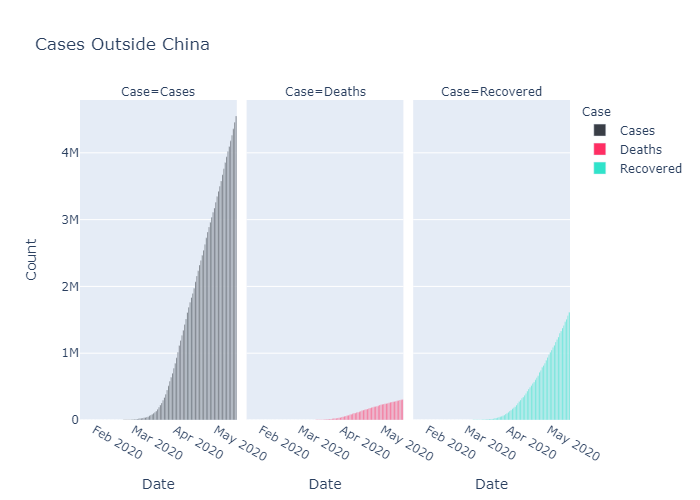 Cases Outside China
Case=Cases
Case=Deaths
Case=Recovered
Case
Cases
Deaths
Recovered
Count
4M
3M
2M
1M
0
Feb 2020
Mar 2020
Apr 2020
May 2020
Feb 2020
Mar 2020
Apr 2020
May 2020
Feb 2020
Mar 2020
Apr 2020
May 2020
Date
Date
Date